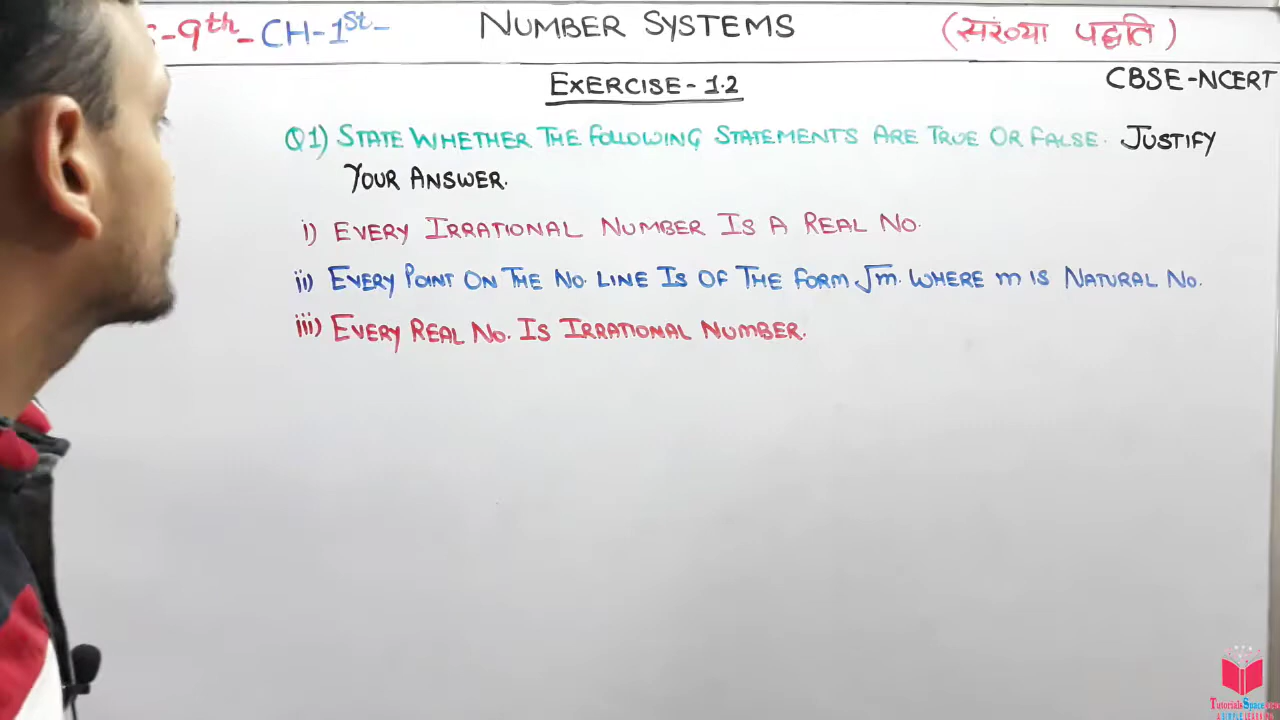 -9th- CH-1st- NUMBER SYSTEMS (संख्या पद्धति)
EXERCISE-1.2 CBSE-NCERT
Q1) STATE WHETHER THE FOLLOWING STATEMENTS ARE TRUE OR FALSE. JUSTIFY
YOUR ANSWER.
i) EVERY IRRATIONAL NUMBER IS A REAL NO.
ii) EVERY POINT ON THE NO. LINE IS OF THE FORM √m. WHERE m IS NATURAL NO.
iii) EVERY REAL NO. IS IRRATIONAL NUMBER.